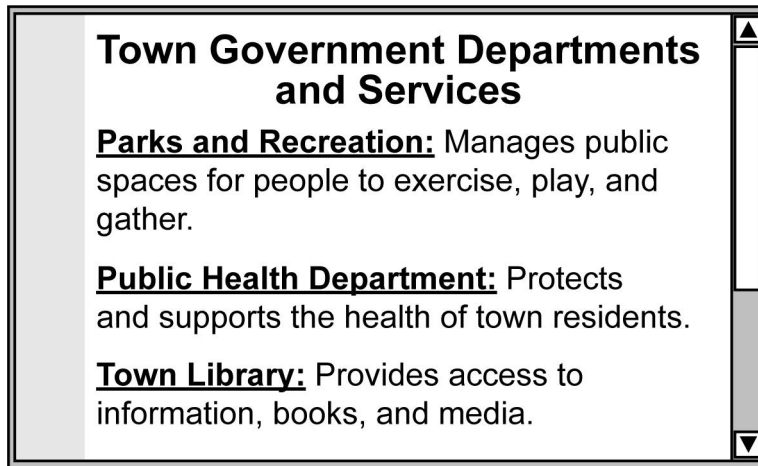 Town Government Departments
and Services
Parks and Recreation: Manages public
spaces for people to exercise, play, and
gather.
Public Health Department: Protects
and supports the health of town residents.
Town Library: Provides access to
information, books, and media.